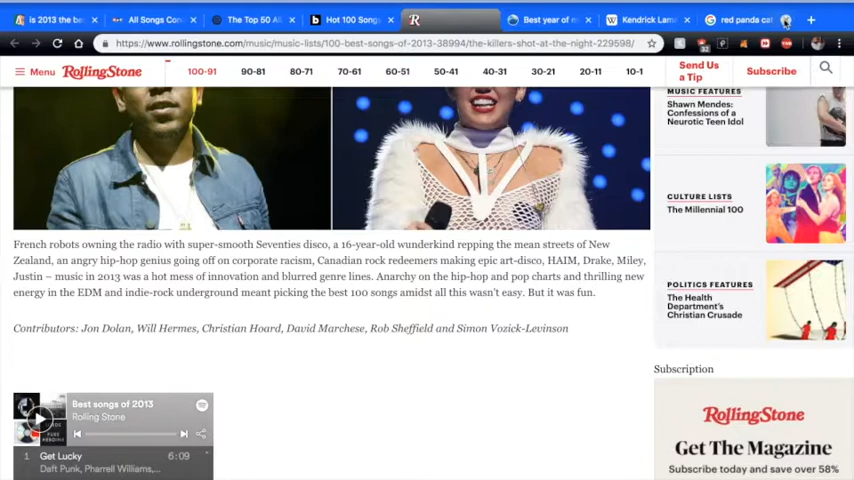 is 2013 the be
All Songs Con
The Top 50 Al
Hot 100 Songs
Best year of m
Kendrick Lam
red panda cat
https://www.rollingstone.com/music/music-lists/100-best-songs-of-2013-38994/the-killers-shot-at-the-night-229598/
32
Menu
RollingStone
100-91
90-81
80-71
70-61
60-51
50-41
40-31
30-21
20-11
10-1
Send Us
a Tip
Subscribe
MUSIC FEATURES
Shawn Mendes:
Confessions of a
Neurotic Teen Idol
CULTURE LISTS
The Millennial 100
POLITICS FEATURES
The Health
Department's
Christian Crusade
French robots owning the radio with super-smooth Seventies disco, a 16-year-old wunderkind repping the mean streets of New
Zealand, an angry hip-hop genius going off on corporate racism, Canadian rock redeemers making epic art-disco, HAIM, Drake, Miley,
Justin – music in 2013 was a hot mess of innovation and blurred genre lines. Anarchy on the hip-hop and pop charts and thrilling new
energy in the EDM and indie-rock underground meant picking the best 100 songs amidst all this wasn't easy. But it was fun.
Contributors: Jon Dolan, Will Hermes, Christian Hoard, David Marchese, Rob Sheffield and Simon Vozick-Levinson
Best songs of 2013
Rolling Stone
1 Get Lucky 6:09
Daft Punk, Pharrell Williams,...
Subscription
RollingStone
Get The Magazine
Subscribe today and save over 58%